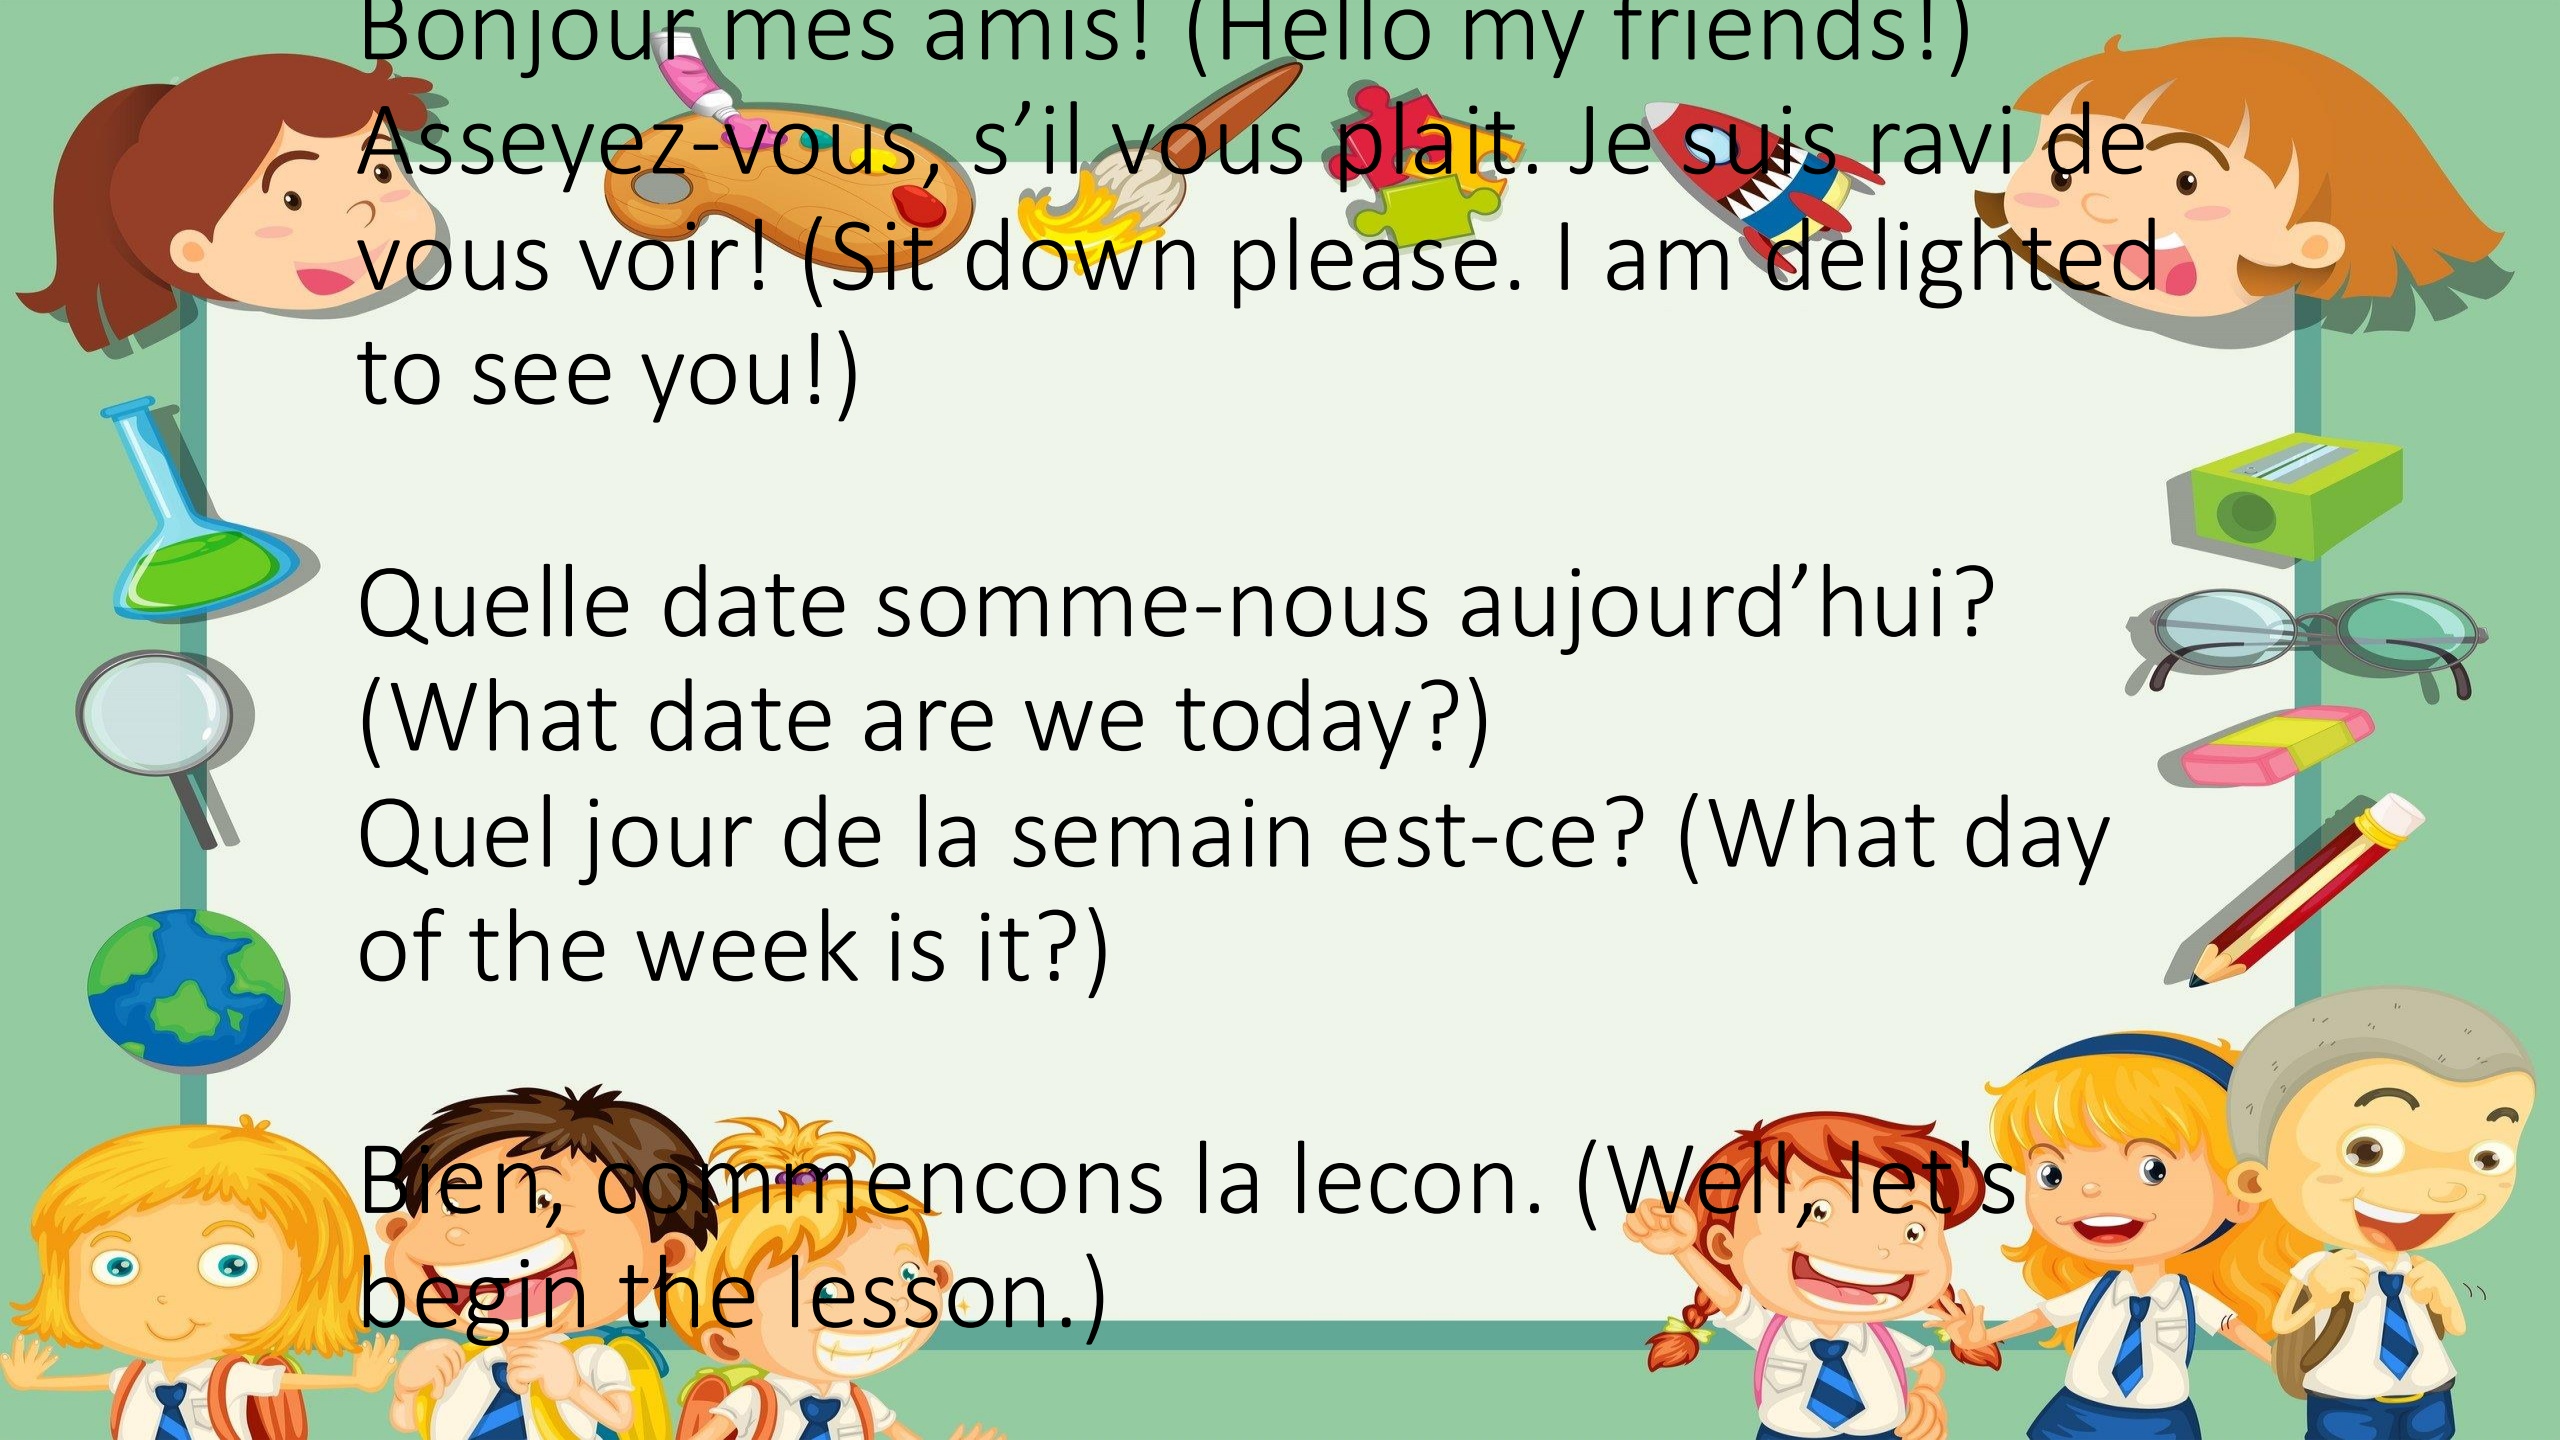 Bonjour mes amis! (Hello my friends!)
Asseyez-vous, s’il vous plait. Je suis ravi de
vous voir! (Sit down please. I am delighted
to see you!)
Quelle date somme-nous aujourd’hui?
(What date are we today?)
Quel jour de la semain est-ce? (What day
of the week is it?)
Bien, commencons la lecon. (Well, let's
begin the lesson.)